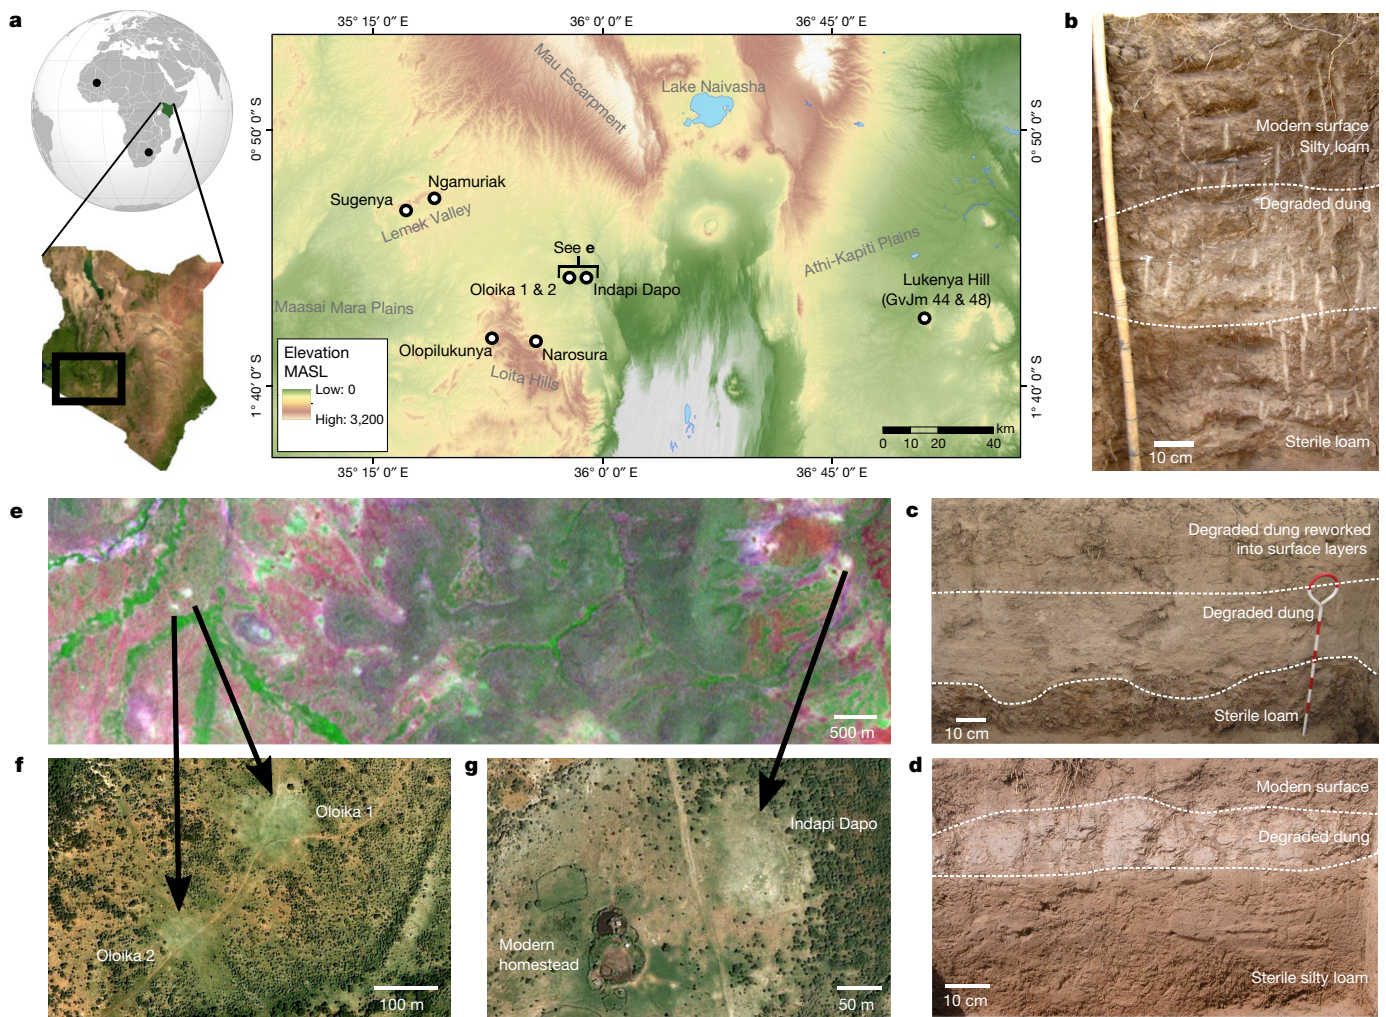 a
35° 15′ 0″ E
36° 0′ 0″ E
36° 45′ 0″ E
0° 50′ 0″ S
1° 40′ 0″ S
Mau Escarpment
Lake Naivasha
Ngamuriak
Sugenya
Lemek Valley
See e
Oloika 1 & 2
Indapi Dapo
Athi-Kapiti Plains
Lukenya Hill
(GvJm 44 & 48)
Maasai Mara Plains
Olopilukunya
Narosura
Loita Hills
Elevation
MASL
Low: 0
High: 3,200
km
0 10 20 40
0° 50′ 0″ S
1° 40′ 0″ S
35° 15′ 0″ E
36° 0′ 0″ E
36° 45′ 0″ E
b
Modern surface
Silty loam
Degraded dung
Sterile loam
10 cm
e
500 m
c
Degraded dung reworked
into surface layers
Degraded dung
Sterile loam
10 cm
f
Oloika 1
Oloika 2
100 m
g
Indapi Dapo
Modern
homestead
50 m
d
Modern surface
Degraded dung
Sterile silty loam
10 cm